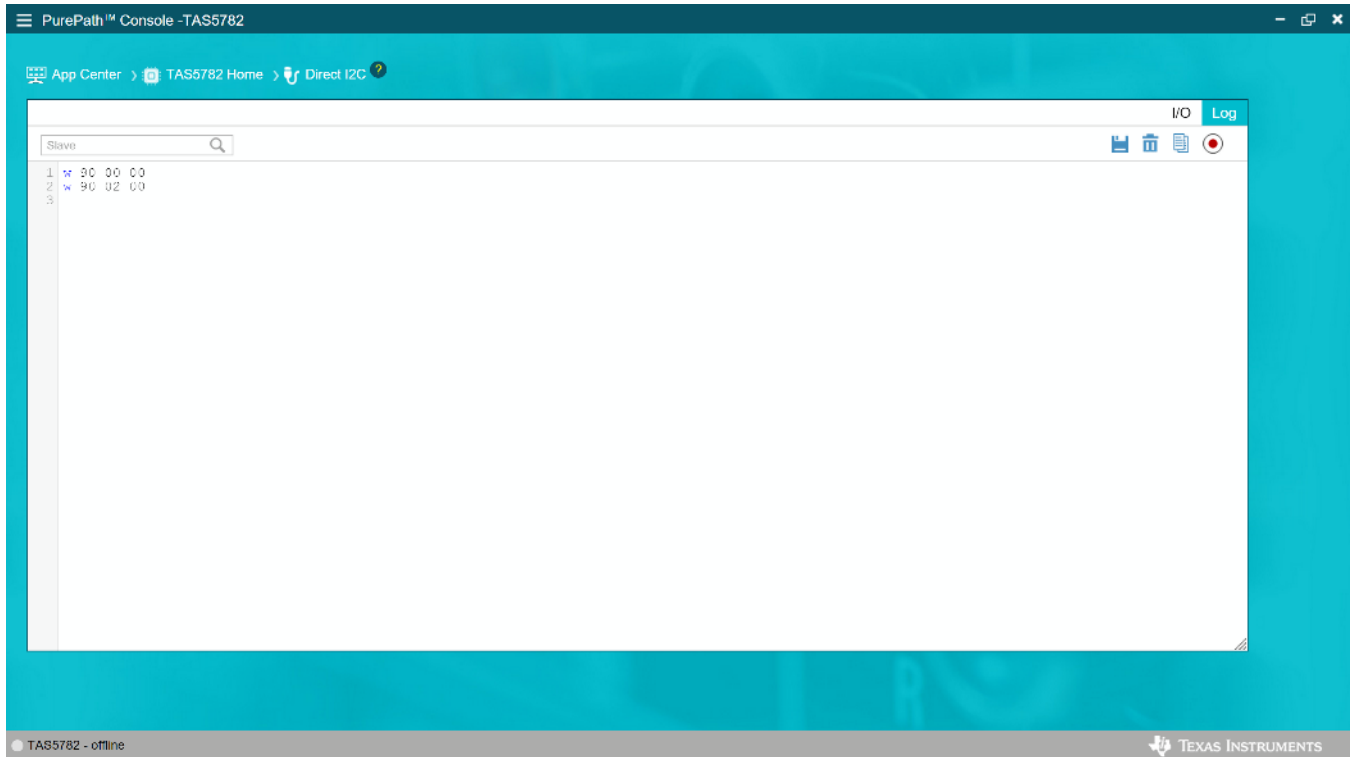 PurePath™ Console -TAS5782
App Center > TAS5782 Home > Direct I2C ?
I/O Log
Slave
1 w 90 00 00
2 w 90 02 00
3
R
TAS5782 - offline
TEXAS INSTRUMENTS